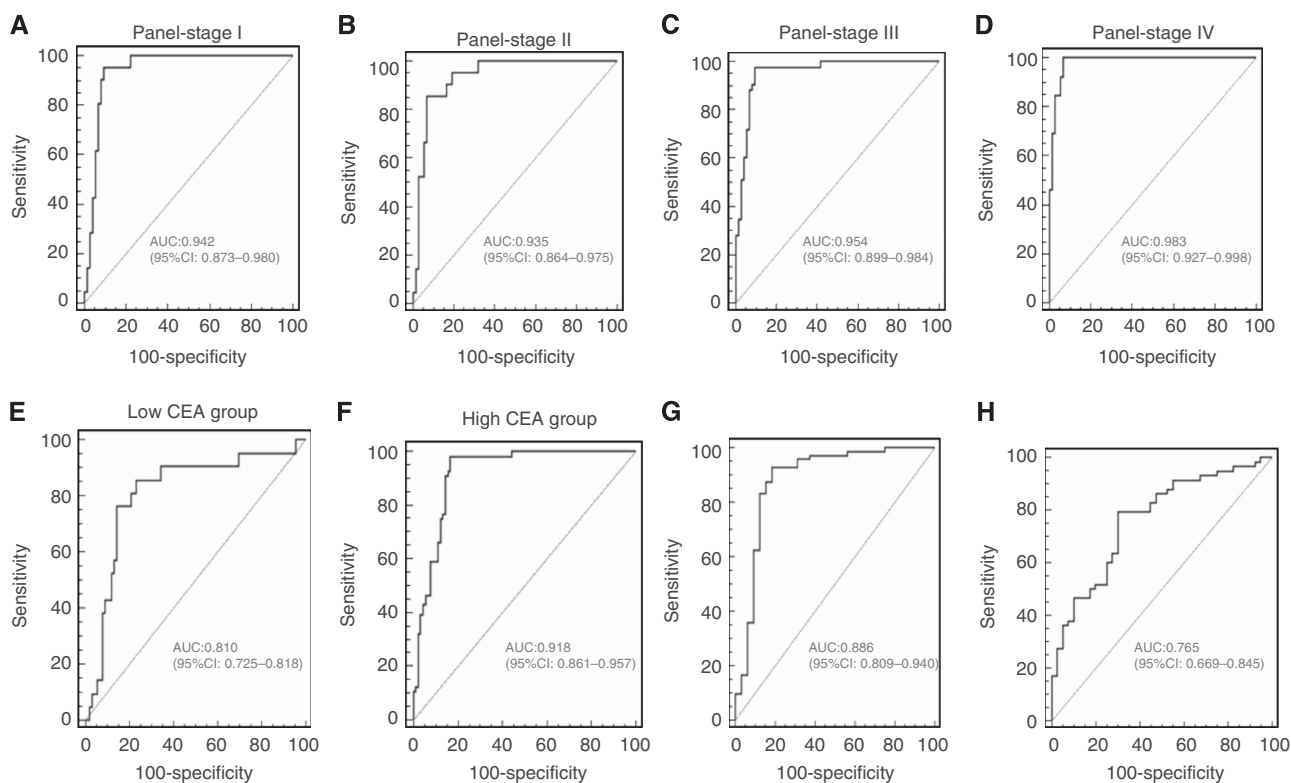 A
Panel-stage I
100
80
60
40
20
0
Sensitivity
AUC:0.942
(95%CI: 0.873–0.980)
0 20 40 60 80 100
100-specificity
B
Panel-stage II
100
80
60
40
20
0
Sensitivity
AUC:0.935
(95%CI: 0.864–0.975)
0 20 40 60 80 100
100-specificity
C
Panel-stage III
100
80
60
40
20
0
Sensitivity
AUC:0.954
(95%CI: 0.899–0.984)
0 20 40 60 80 100
100-specificity
D
Panel-stage IV
100
80
60
40
20
0
Sensitivity
AUC:0.983
(95%CI: 0.927–0.998)
0 20 40 60 80 100
100-specificity
E
Low CEA group
100
80
60
40
20
0
Sensitivity
AUC:0.810
(95%CI: 0.725–0.818)
0 20 40 60 80 100
100-specificity
F
High CEA group
100
80
60
40
20
0
Sensitivity
AUC:0.918
(95%CI: 0.861–0.957)
0 20 40 60 80 100
100-specificity
G
100
80
60
40
20
0
Sensitivity
AUC:0.886
(95%CI: 0.809–0.940)
0 20 40 60 80 100
100-specificity
H
100
80
60
40
20
0
Sensitivity
AUC:0.765
(95%CI: 0.669–0.845)
0 20 40 60 80 100
100-specificity